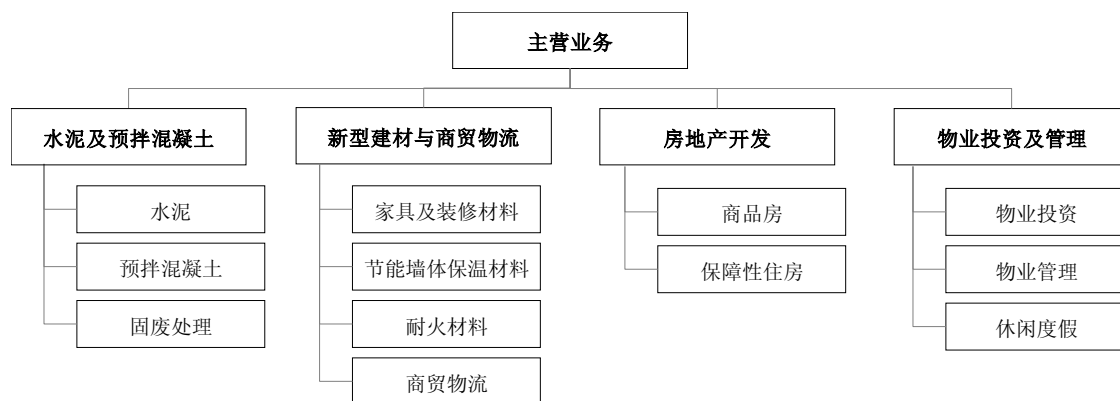 主营业务
水泥及预拌混凝土
水泥
预拌混凝土
固废处理
新型建材与商贸物流
家具及装修材料
节能墙体保温材料
耐火材料
商贸物流
房地产开发
商品房
保障性住房
物业投资及管理
物业投资
物业管理
休闲度假